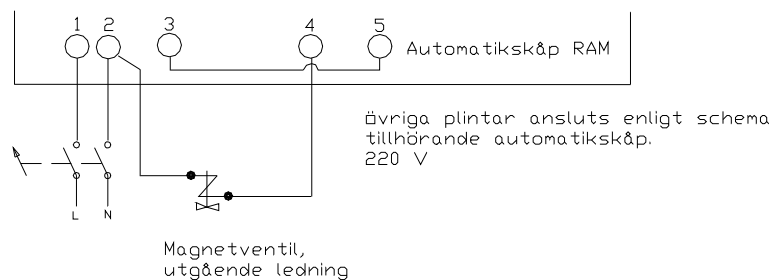 1 2 3 4 5
Automatikskåp RAM
övriga plintar ansluts enligt schema
tillhörande automatikskåp.
220 V
L N
Magnetventil,
utgående ledning